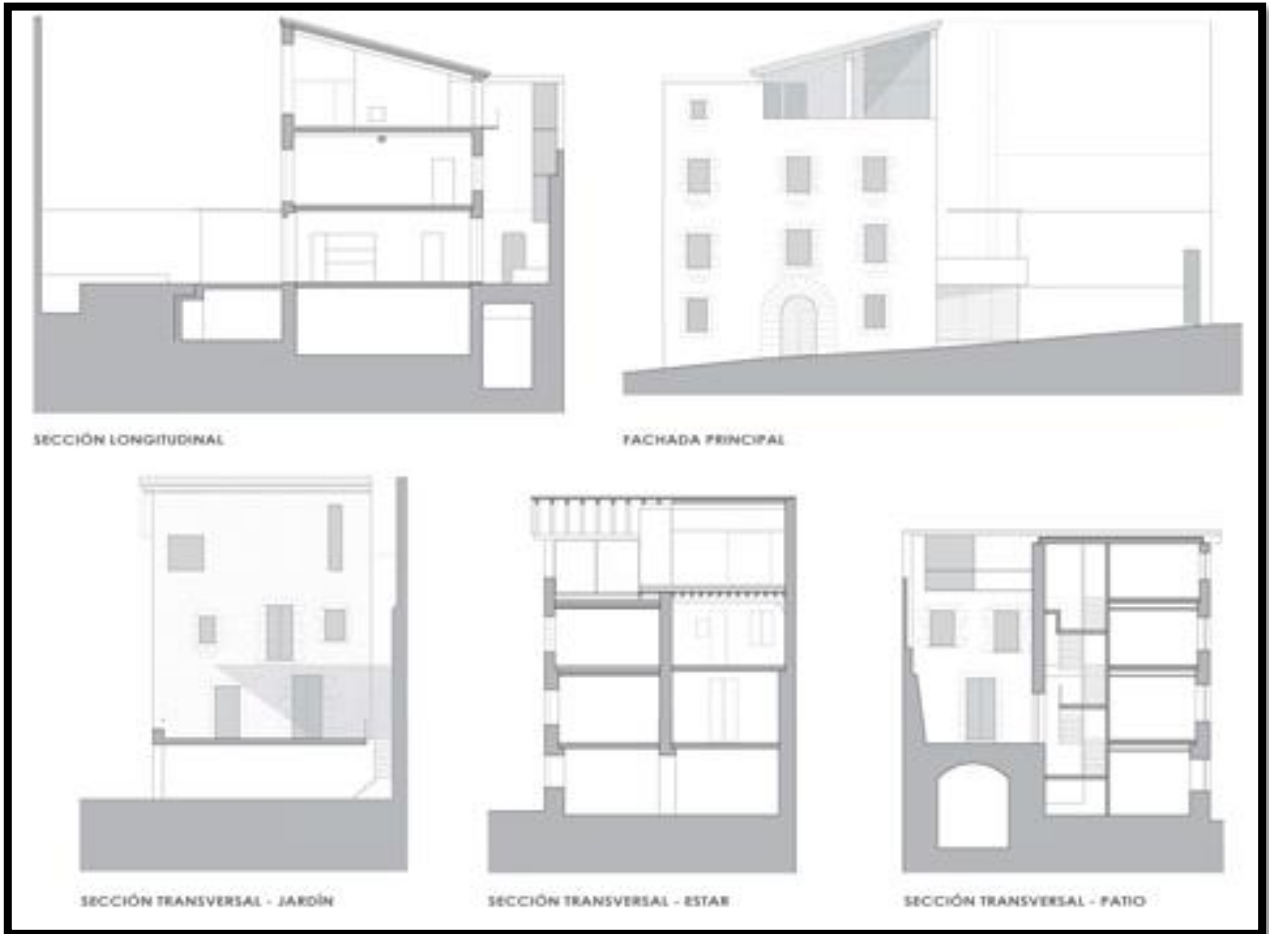 SECCIÓN LONGITUDINAL
FACHADA PRINCIPAL
SECCIÓN TRANSVERSAL - JARDÍN
SECCIÓN TRANSVERSAL - ESTAR
SECCIÓN TRANSVERSAL - PATIO